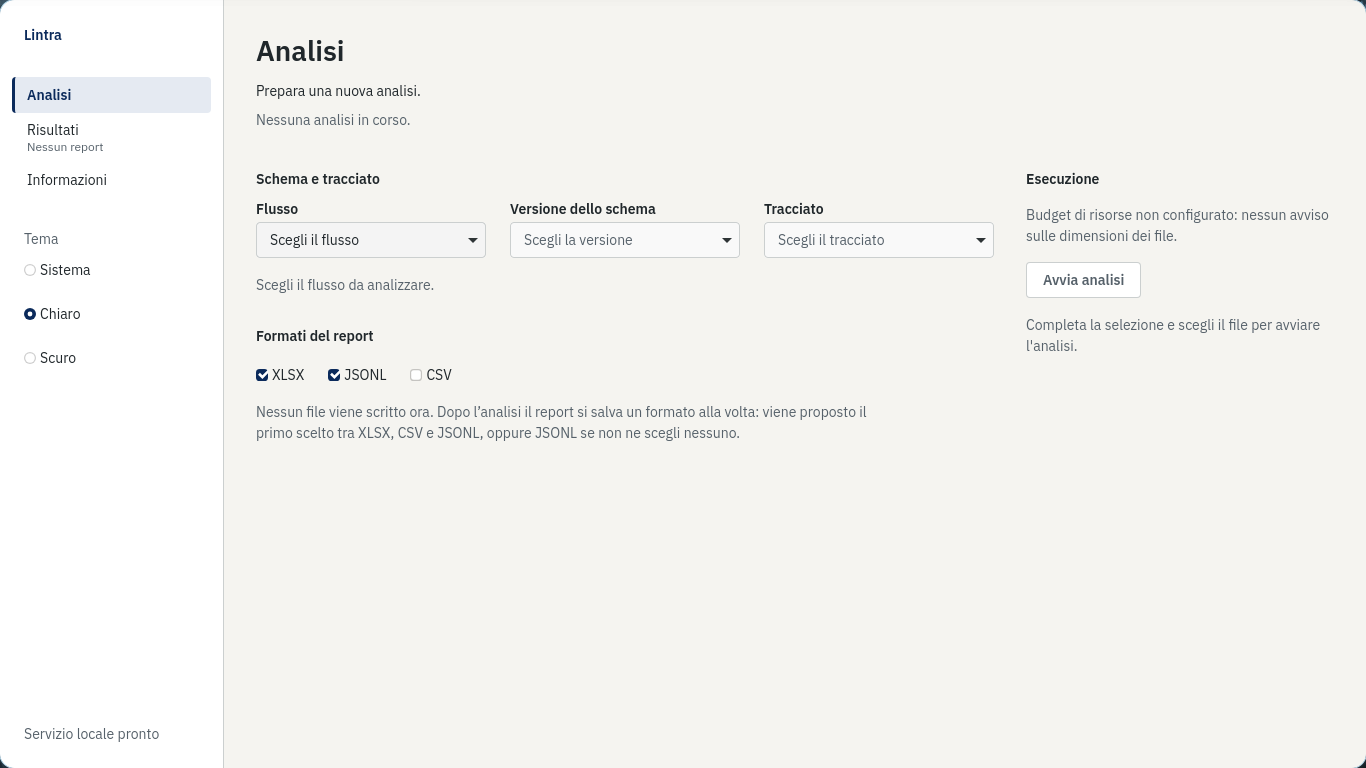 Lintra
Analisi
Risultati
Nessun report
Informazioni
Tema
Sistema
Chiaro
Scuro
Servizio locale pronto
Analisi
Prepara una nuova analisi.
Nessuna analisi in corso.
Schema e tracciato
Flusso
Scegli il flusso
Versione dello schema
Scegli la versione
Tracciato
Scegli il tracciato
Scegli il flusso da analizzare.
Formati del report
XLSX
JSONL
CSV
Nessun file viene scritto ora. Dopo l’analisi il report si salva un formato alla volta: viene proposto il
primo scelto tra XLSX, CSV e JSONL, oppure JSONL se non ne scegli nessuno.
Esecuzione
Budget di risorse non configurato: nessun avviso
sulle dimensioni dei file.
Avvia analisi
Completa la selezione e scegli il file per avviare
l'analisi.